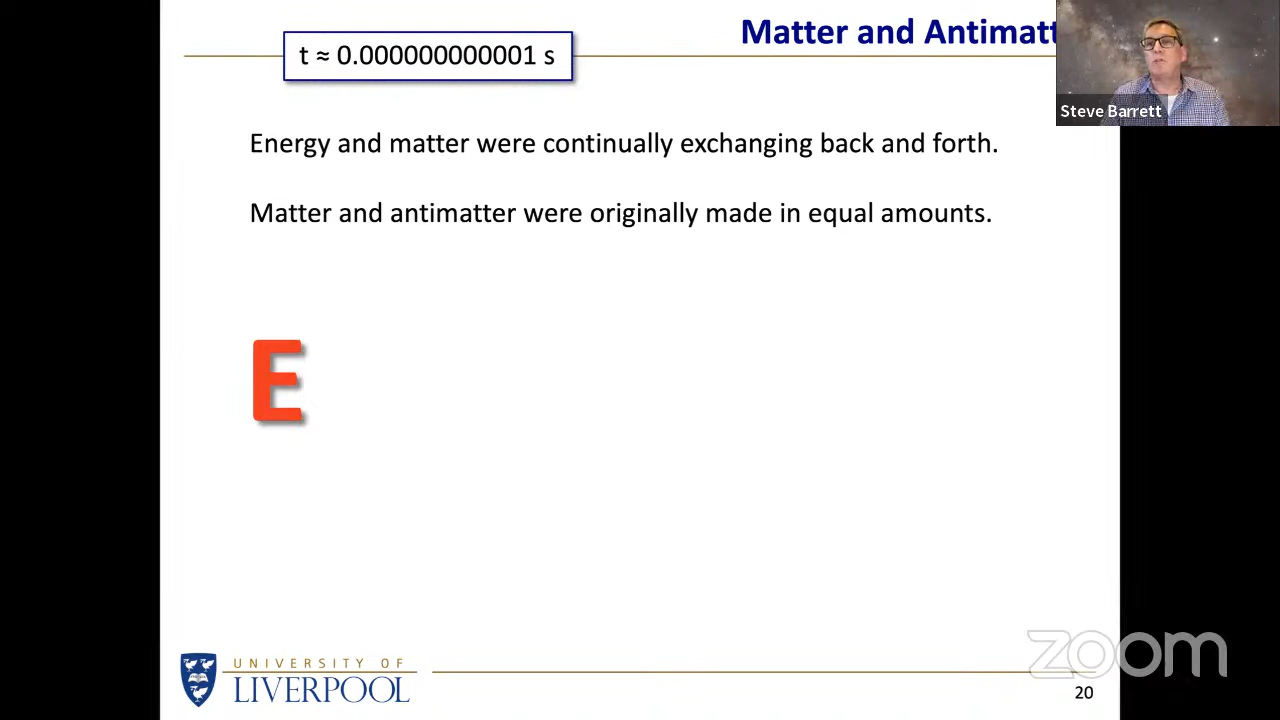 Matter and Antimatt
t ≈ 0.000000000001 s
Steve Barrett
Energy and matter were continually exchanging back and forth.
Matter and antimatter were originally made in equal amounts.
E
UNIVERSITY OF
LIVERPOOL
zoom
20